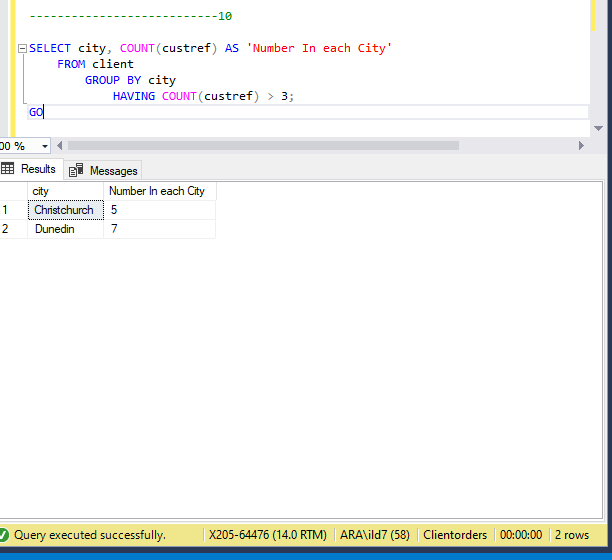 ---------------------------10
SELECT city, COUNT(custref) AS 'Number In each City'
FROM client
GROUP BY city
HAVING COUNT(custref) > 3;
GO
00 %
Results Messages
city Number In each City
1 Christchurch 5
2 Dunedin 7
Query executed successfully. X205-64476 (14.0 RTM) ARA\ild7 (58) Clientorders 00:00:00 2 rows